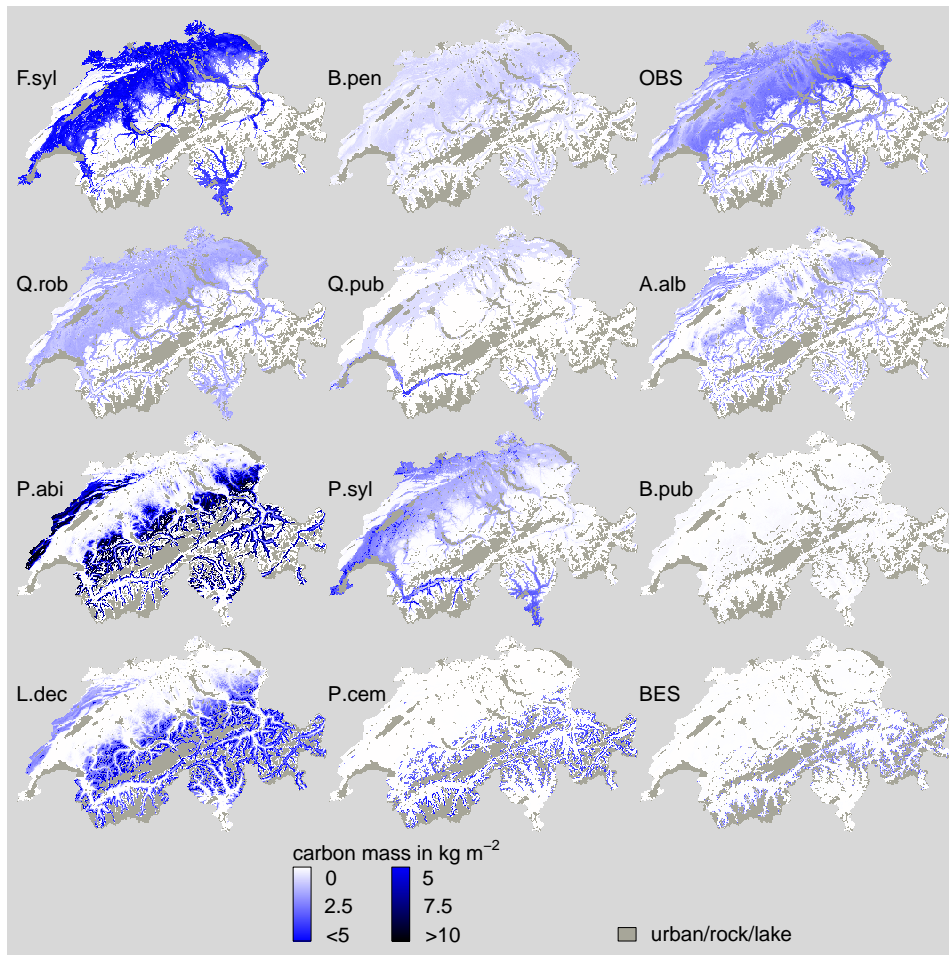 F.syl
B.pen
OBS
Q.rob
Q.pub
A.alb
P.abi
P.syl
B.pub
L.dec
P.cem
BES
carbon mass in kg m⁻²
0 5
2.5 7.5
<5 >10
urban/rock/lake